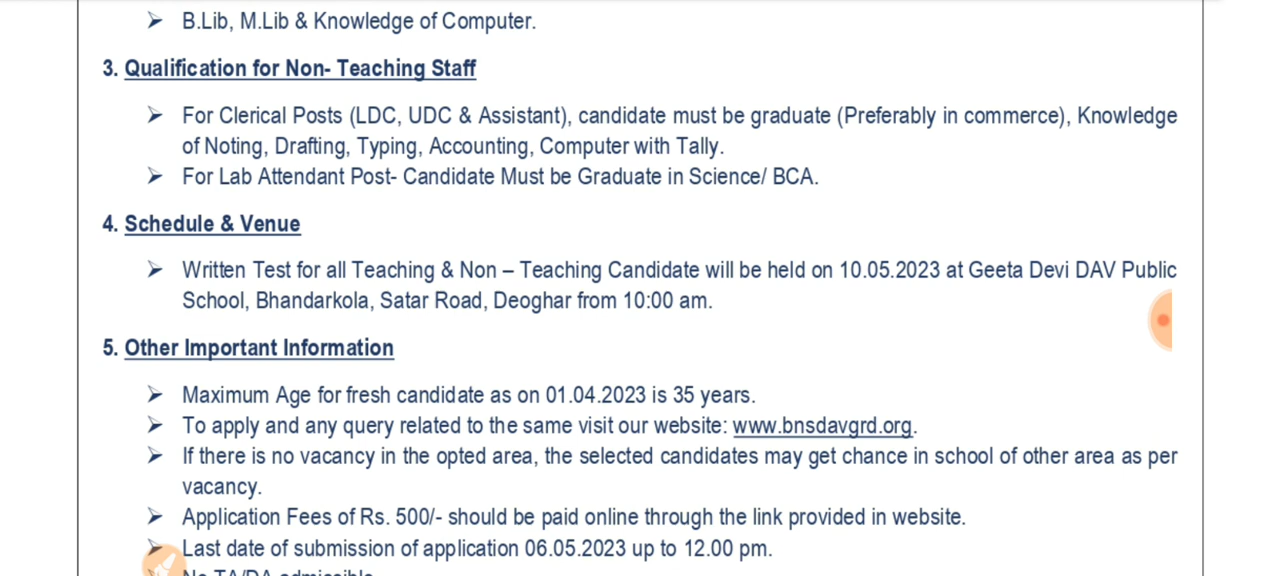 ➢ B.Lib, M.Lib & Knowledge of Computer.
3. Qualification for Non- Teaching Staff
➢ For Clerical Posts (LDC, UDC & Assistant), candidate must be graduate (Preferably in commerce), Knowledge
of Noting, Drafting, Typing, Accounting, Computer with Tally.
➢ For Lab Attendant Post- Candidate Must be Graduate in Science/ BCA.
4. Schedule & Venue
➢ Written Test for all Teaching & Non – Teaching Candidate will be held on 10.05.2023 at Geeta Devi DAV Public
School, Bhandarkola, Satar Road, Deoghar from 10:00 am.
5. Other Important Information
➢ Maximum Age for fresh candidate as on 01.04.2023 is 35 years.
➢ To apply and any query related to the same visit our website: www.bnsdavgrd.org.
➢ If there is no vacancy in the opted area, the selected candidates may get chance in school of other area as per
vacancy.
➢ Application Fees of Rs. 500/- should be paid online through the link provided in website.
➢ Last date of submission of application 06.05.2023 up to 12.00 pm.
No TA/DA admissible